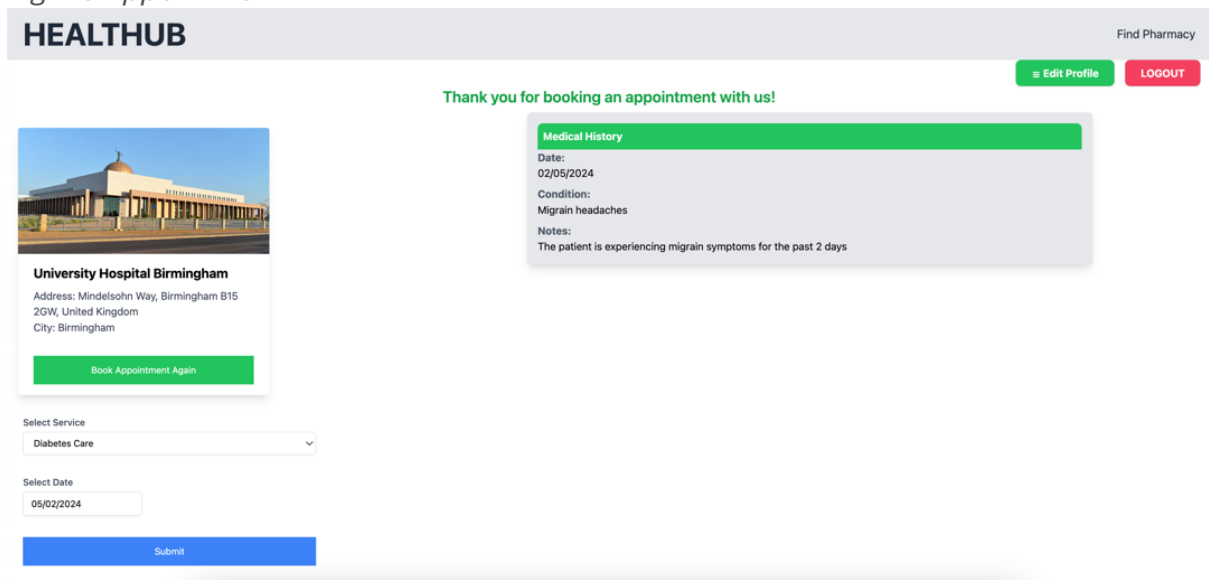 HEALTHUB
Find Pharmacy
≡ Edit Profile
LOGOUT
Thank you for booking an appointment with us!
University Hospital Birmingham
Address: Mindelsohn Way, Birmingham B15
2GW, United Kingdom
City: Birmingham
Book Appointment Again
Select Service
Diabetes Care
Select Date
05/02/2024
Submit
Medical History
Date:
02/05/2024
Condition:
Migrain headaches
Notes:
The patient is experiencing migrain symptoms for the past 2 days